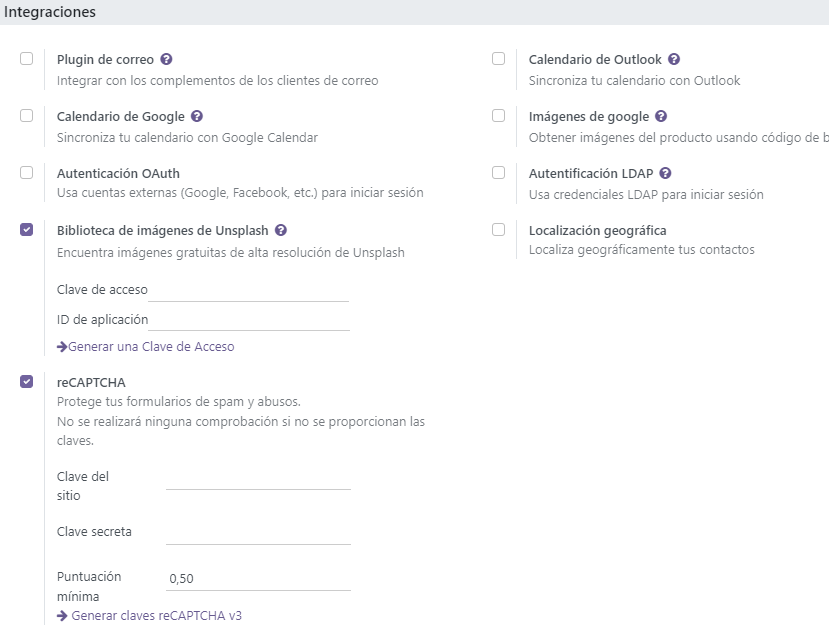 Integraciones
Plugin de correo
Integrar con los complementos de los clientes de correo
Calendario de Outlook
Sincroniza tu calendario con Outlook
Calendario de Google
Sincroniza tu calendario con Google Calendar
Imágenes de google
Obtener imágenes del producto usando código de b
Autenticación OAuth
Usa cuentas externas (Google, Facebook, etc.) para iniciar sesión
Autentificación LDAP
Usa credenciales LDAP para iniciar sesión
Biblioteca de imágenes de Unsplash
Encuentra imágenes gratuitas de alta resolución de Unsplash
Localización geográfica
Localiza geográficamente tus contactos
Clave de acceso
ID de aplicación
Generar una Clave de Acceso
reCAPTCHA
Protege tus formularios de spam y abusos.
No se realizará ninguna comprobación si no se proporcionan las
claves.
Clave del
sitio
Clave secreta
Puntuación
mínima
0,50
Generar claves reCAPTCHA v3